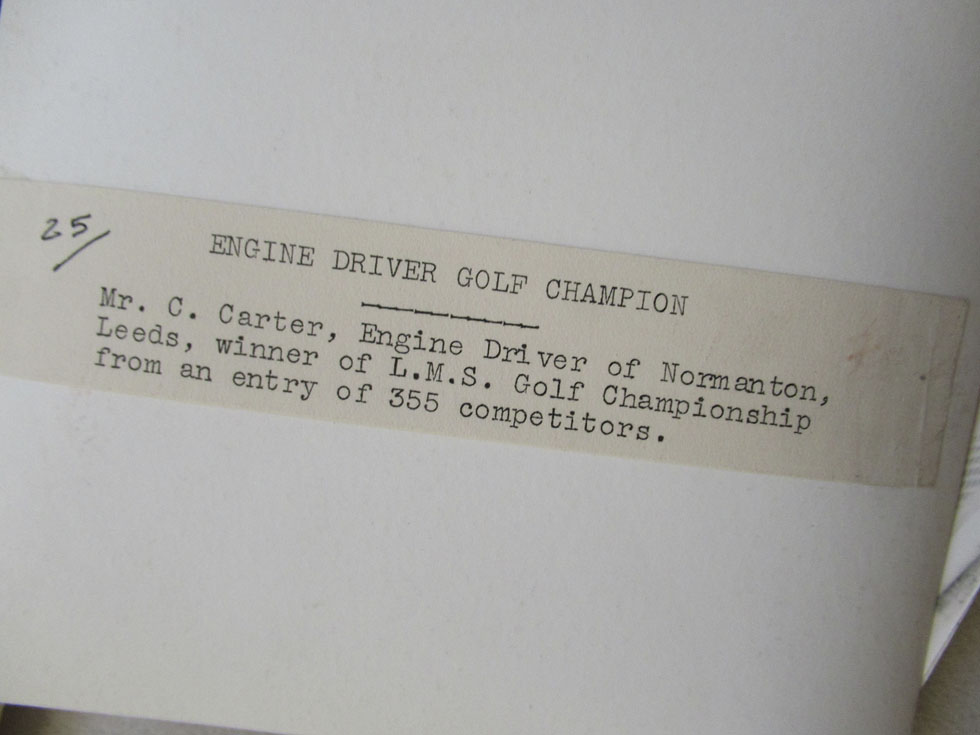 25/
ENGINE DRIVER GOLF CHAMPION
Mr. C. Carter, Engine Driver of Normanton,
Leeds, winner of L.M.S. Golf Championship
from an entry of 355 competitors.